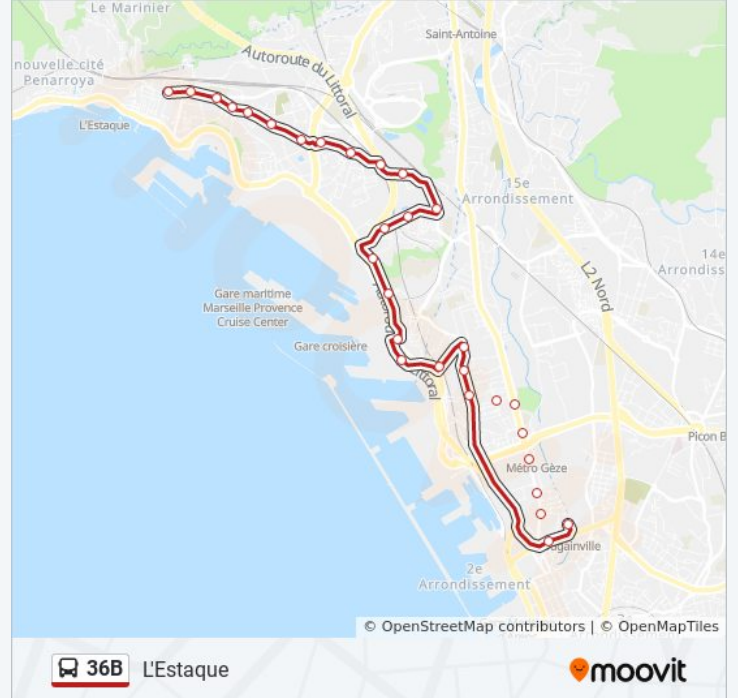 Le Marinier
Saint-Antoine
nouvelle cité
Penarroya
Autoroute du Littoral
L'Estaque
15e
Arrondissement
14e
Arrondiss
L2 Nord
Gare maritime
Marseille Provence
Cruise Center
Gare croisière
Picon B
Métro Gèze
ugainville
2e
Arrondissement
© OpenStreetMap contributors | © OpenMapTiles
36B L'Estaque
moovit